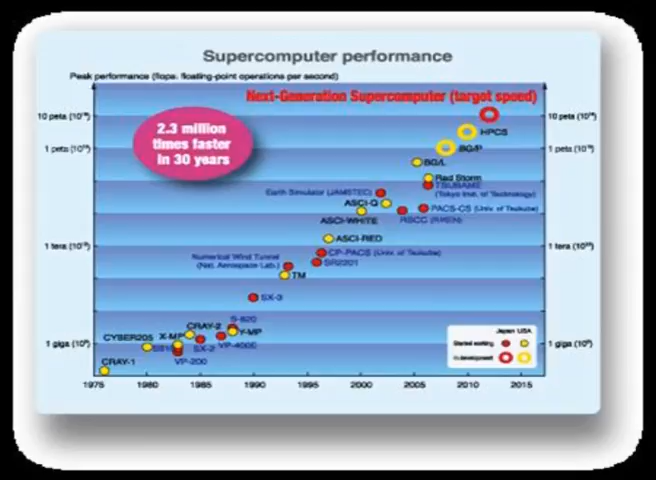 Supercomputer performance
Peak performance (flops: floating-point operations per second)
Next-Generation Supercomputer (target speed)
10 peta (10¹⁶)
10 peta (10¹⁶)
2.3 million
times faster
in 30 years
HPCS
1 peta (10¹⁵)
BG/P
1 peta (10¹⁵)
BG/L
Red Storm
TSUBAME
(Tokyo Inst. of Technology)
Earth Simulator (JAMSTEC)
ASCI-Q
PACS-CS (Univ. of Tsukuba)
ASCI-WHITE
RSCC (RIKEN)
ASCI-RED
1 tera (10¹²)
CP-PACS (Univ. of Tsukuba)
1 tera (10¹²)
Numerical Wind Tunnel
(Nat. Aerospace Lab.)
SR2201
TM
SX-3
S-820
CRAY-2
Y-MP
CYBER205
X-MP
1 giga (10⁹)
SX-2
VP-400E
1 giga (10⁹)
VP-200
CRAY-1
Japan USA
Started working
In development
1975
1980
1985
1990
1995
2000
2005
2010
2015